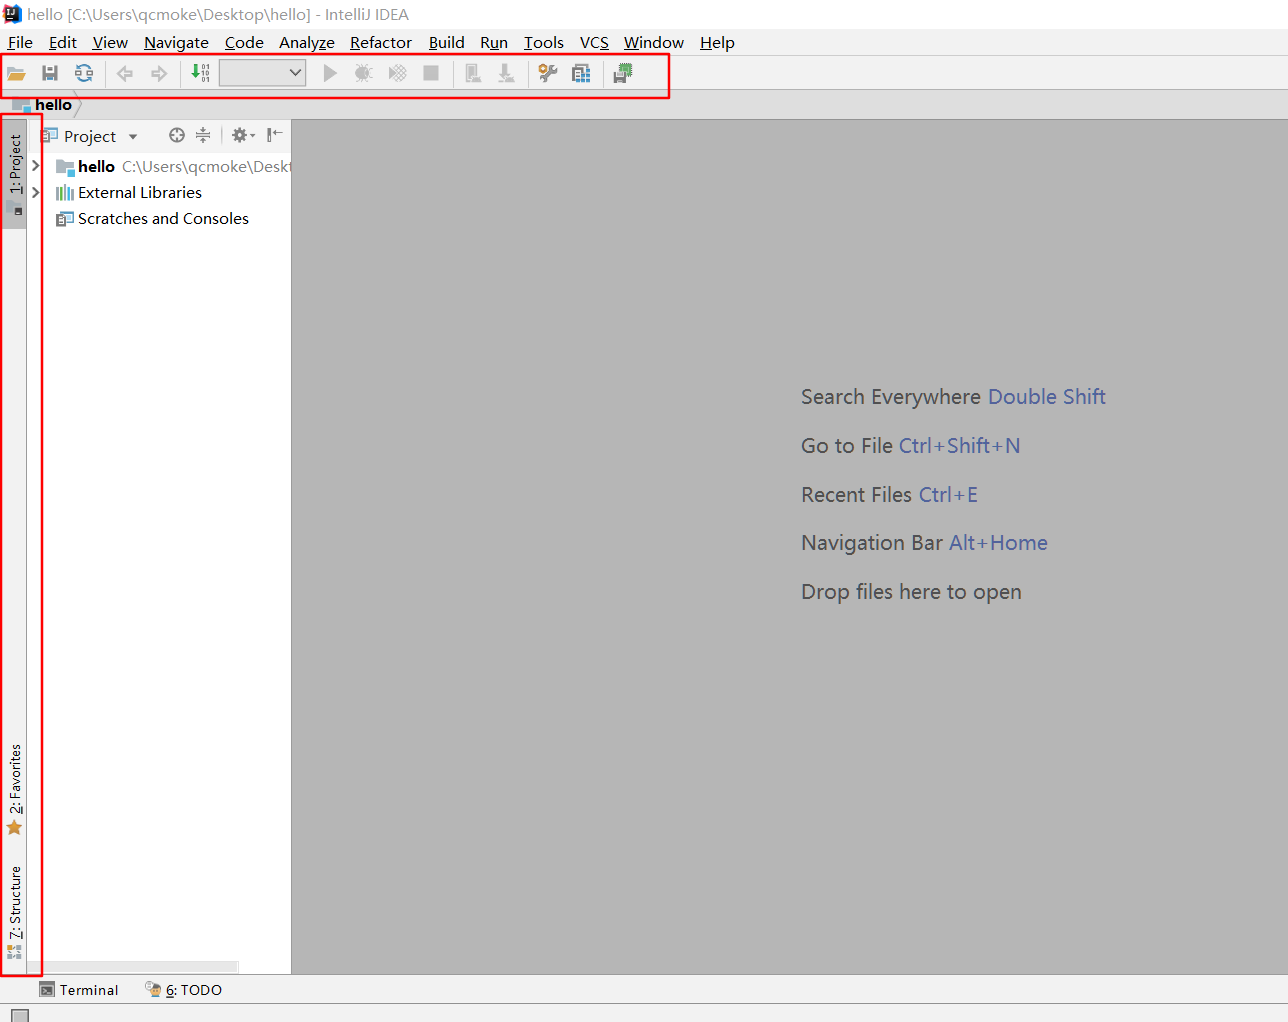 hello [C:\Users\qcmoke\Desktop\hello] - IntelliJ IDEA
File Edit View Navigate Code Analyze Refactor Build Run Tools VCS Window Help
hello
1: Project
Project
hello C:\Users\qcmoke\Deskt
External Libraries
Scratches and Consoles
Search Everywhere Double Shift
Go to File Ctrl+Shift+N
Recent Files Ctrl+E
Navigation Bar Alt+Home
Drop files here to open
2: Favorites
7: Structure
Terminal 6: TODO